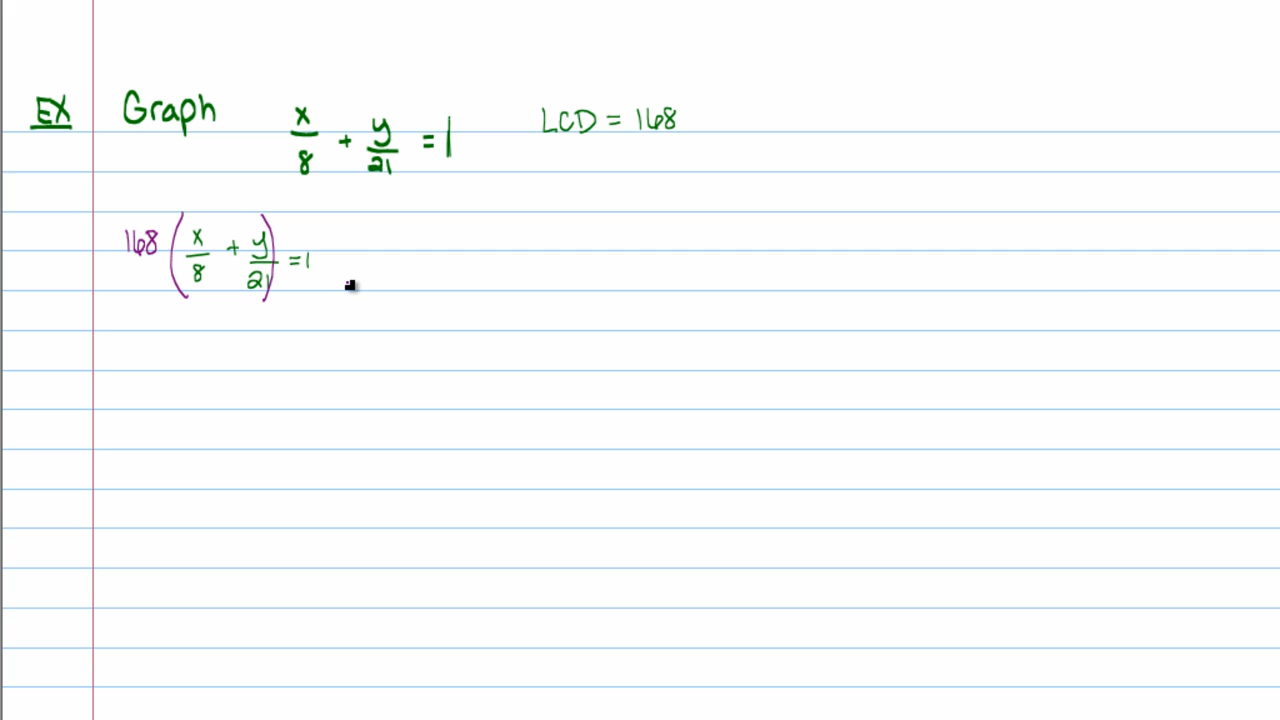 EX Graph x/8 + y/21 = 1 LCD = 168
168 (x/8 + y/21) = 1